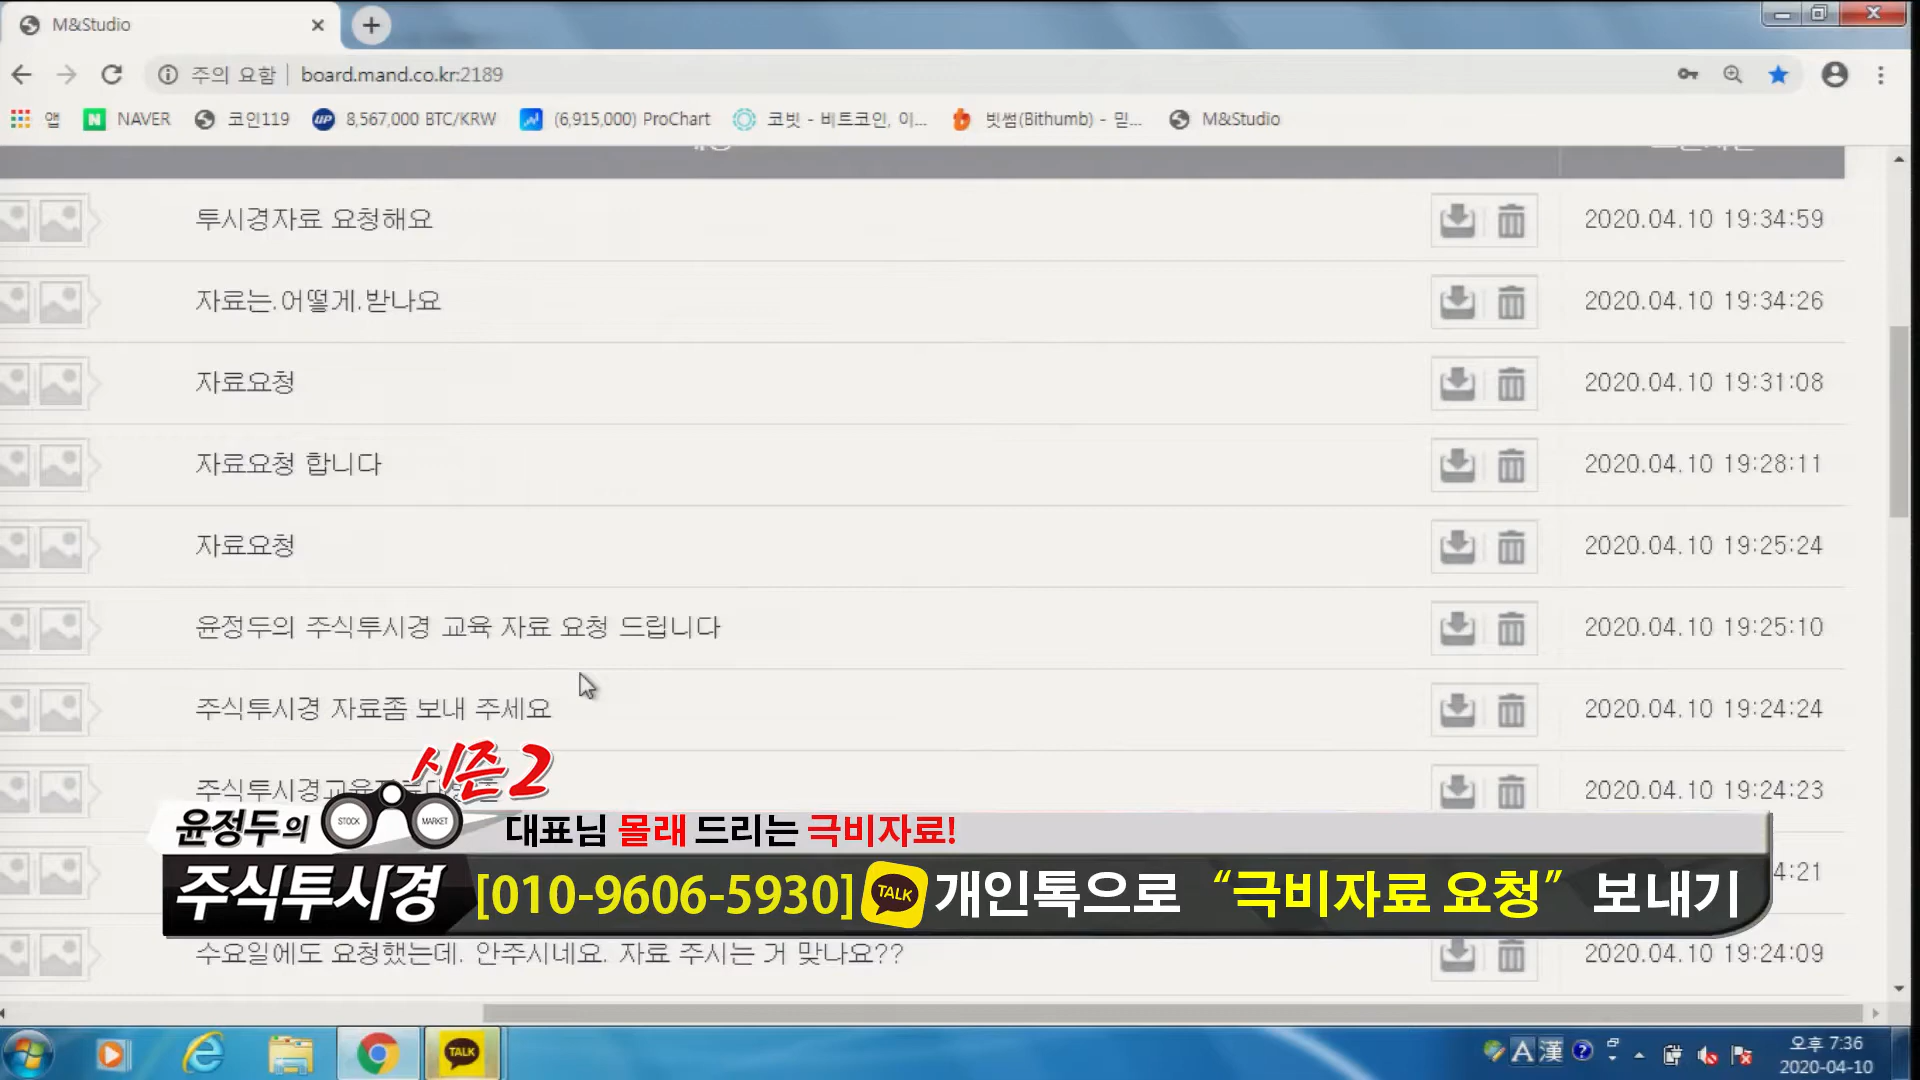 M&Studio
주의 요함 board.mand.co.kr:2189
앱 NAVER 코인119 8,567,000 BTC/KRW (6,915,000) ProChart 코빗 - 비트코인, 이... 빗썸(Bithumb) - 믿... M&Studio
투시경자료 요청해요 2020.04.10 19:34:59
자료는.어떻게.받나요 2020.04.10 19:34:26
자료요청 2020.04.10 19:31:08
자료요청 합니다 2020.04.10 19:28:11
자료요청 2020.04.10 19:25:24
윤정두의 주식투시경 교육 자료 요청 드립니다 2020.04.10 19:25:10
주식투시경 자료좀 보내 주세요 2020.04.10 19:24:24
주식투시경교육 2020.04.10 19:24:23
시즌2
윤정두의 STOCK MARKET 대표님 몰래 드리는 극비자료!
4:21
주식투시경 [010-9606-5930] TALK 개인톡으로 “극비자료 요청” 보내기
수요일에도 요청했는데. 안주시네요. 자료 주시는 거 맞나요?? 2020.04.10 19:24:09
TALK A 漢 오후 7:36
2020-04-10